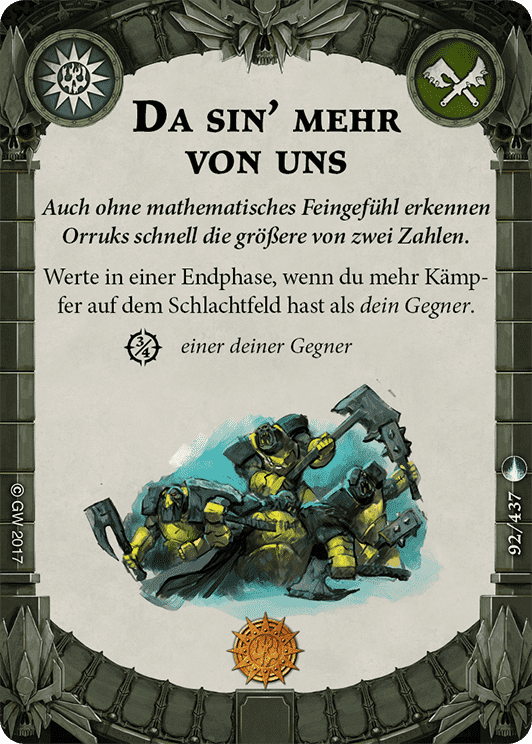 Da sin' mehr
von uns
Auch ohne mathematisches Feingefühl erkennen
Orruks schnell die größere von zwei Zahlen.
Werte in einer Endphase, wenn du mehr Kämp-
fer auf dem Schlachtfeld hast als dein Gegner.
3/4 einer deiner Gegner
© GW 2017
92/437